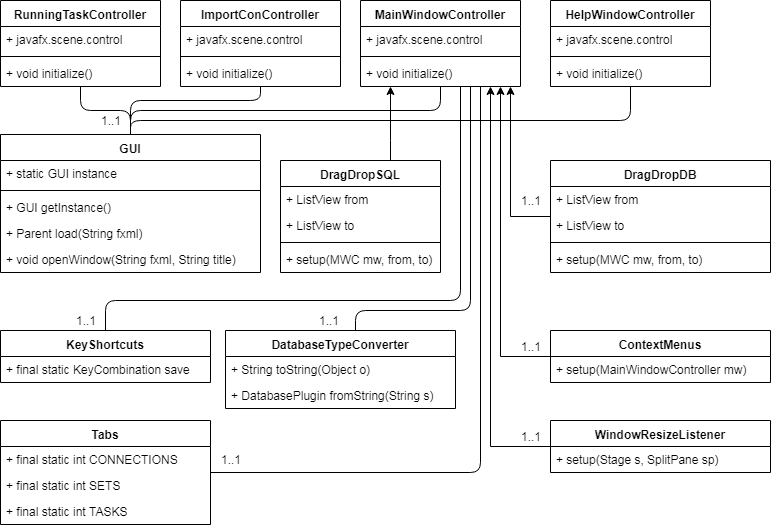 RunningTaskController
+ javafx.scene.control
+ void initialize()
ImportConController
+ javafx.scene.control
+ void initialize()
MainWindowController
+ javafx.scene.control
+ void initialize()
HelpWindowController
+ javafx.scene.control
+ void initialize()
1..1
GUI
+ static GUI instance
+ GUI getInstance()
+ Parent load(String fxml)
+ void openWindow(String fxml, String title)
DragDropSQL
+ ListView from
+ ListView to
+ setup(MWC mw, from, to)
1..1
DragDropDB
+ ListView from
+ ListView to
+ setup(MWC mw, from, to)
1..1
KeyShortcuts
+ final static KeyCombination save
1..1
DatabaseTypeConverter
+ String toString(Object o)
+ DatabasePlugin fromString(String s)
1..1
ContextMenus
+ setup(MainWindowController mw)
Tabs
+ final static int CONNECTIONS
+ final static int SETS
+ final static int TASKS
1..1
1..1
WindowResizeListener
+ setup(Stage s, SplitPane sp)